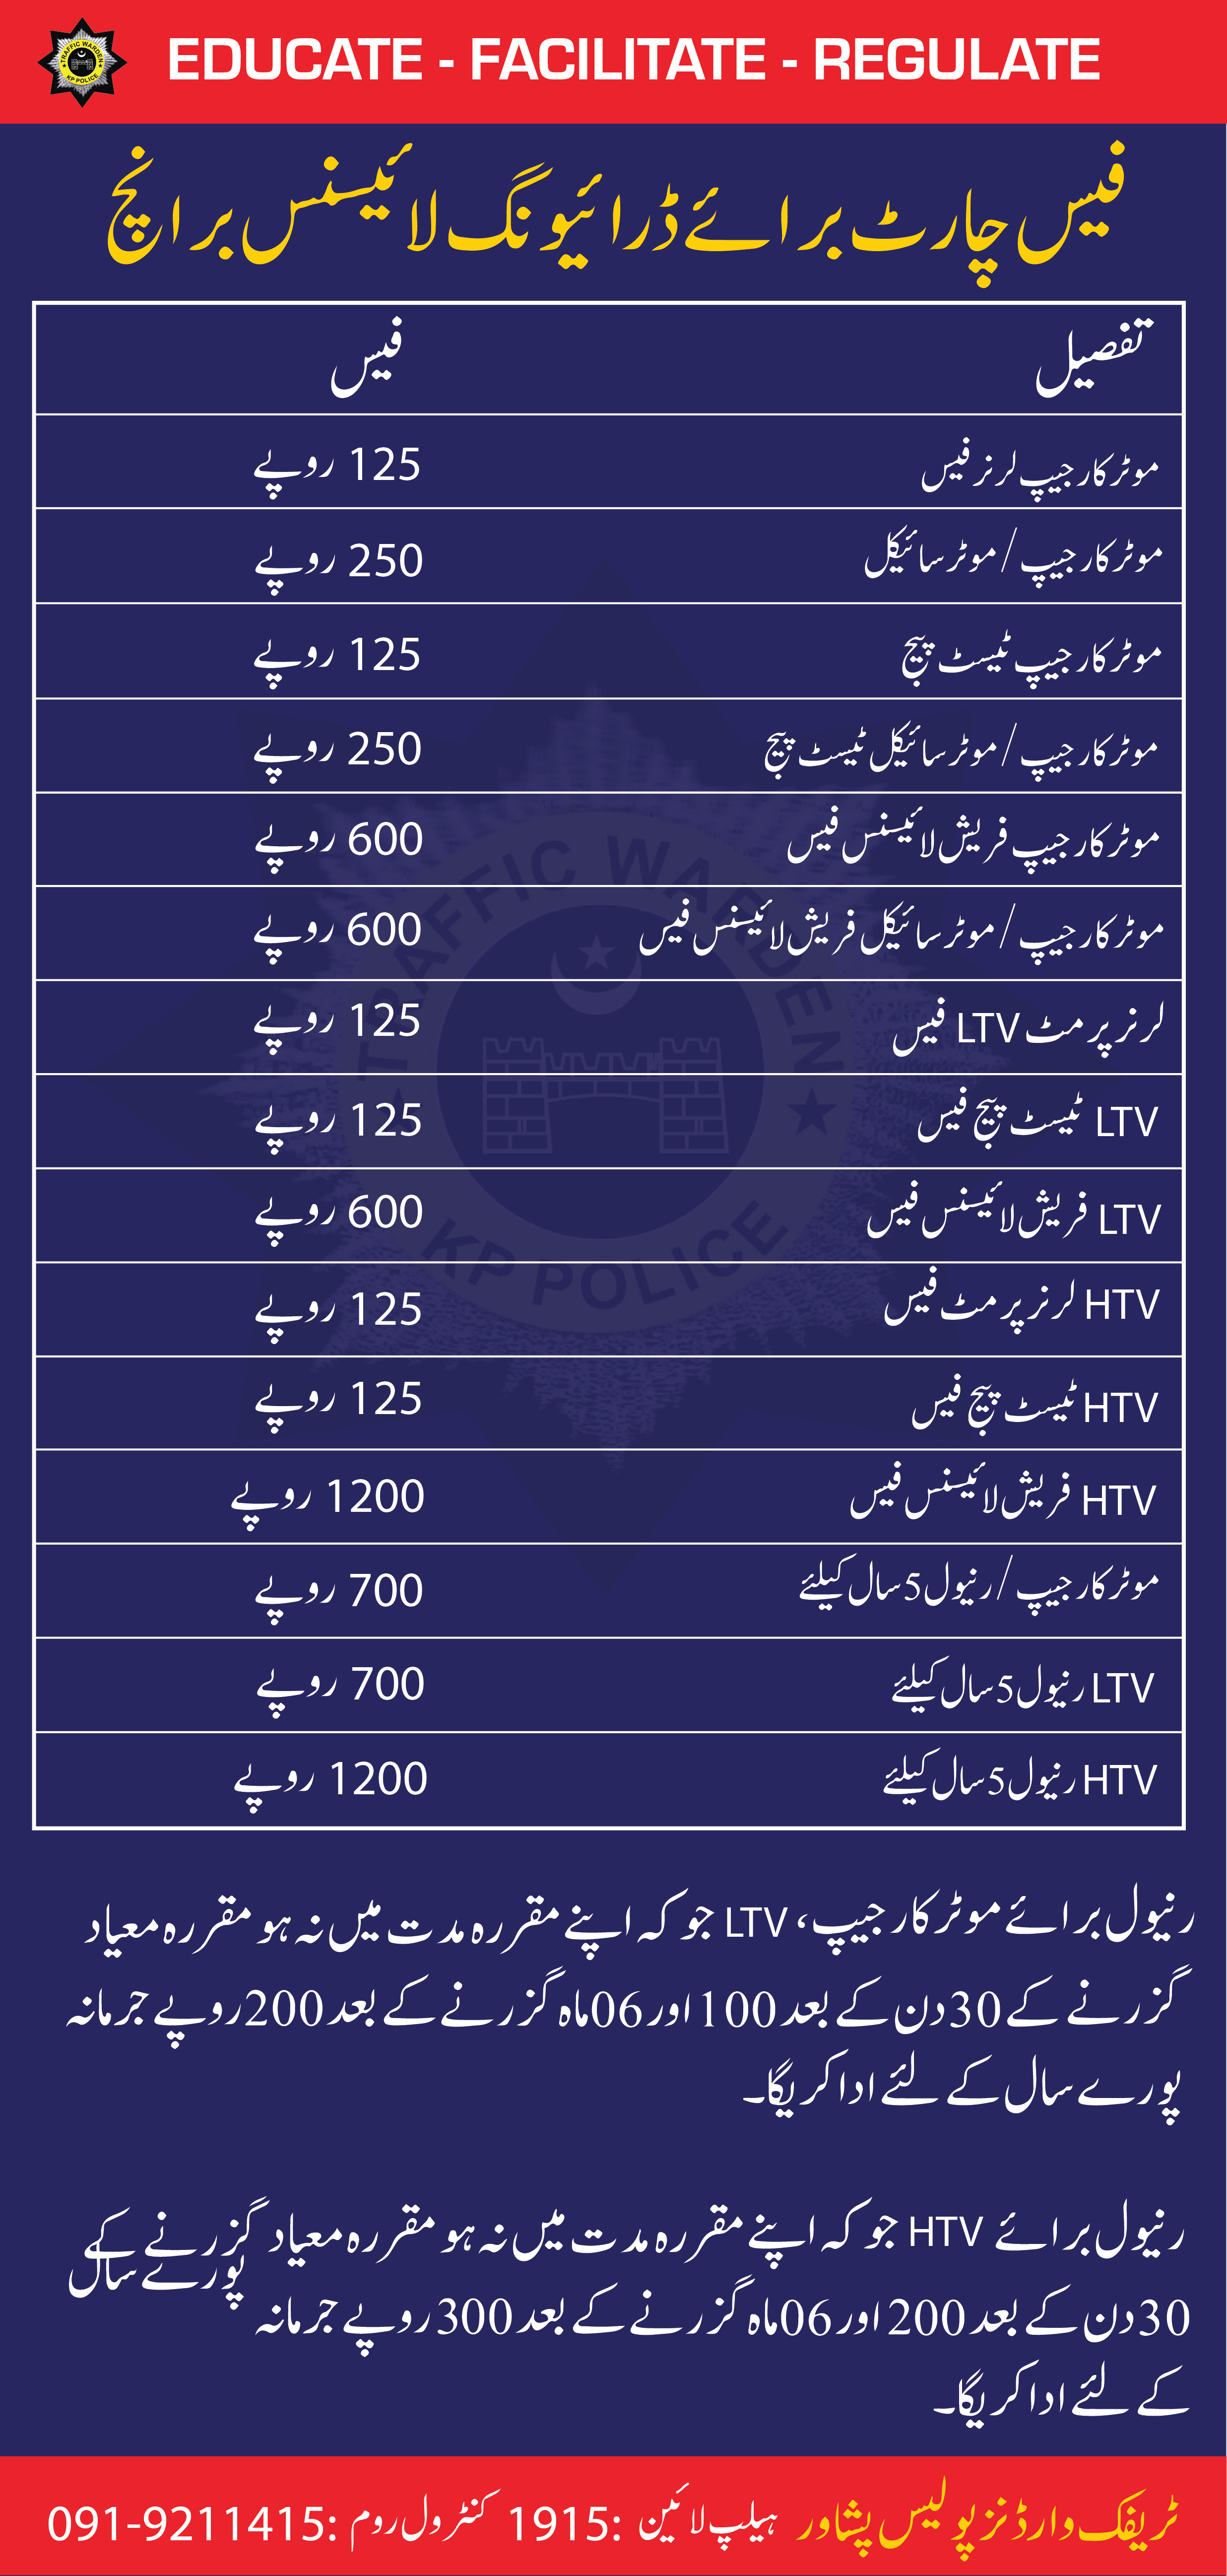 TRAFFIC WARDEN
KP POLICE
EDUCATE - FACILITATE - REGULATE
فیس چارٹ برائے ڈرائیونگ لائیسنس برانچ
تفصیل فیس
موٹر کار جیپ لرنر فیس 125 روپے
موٹر کار جیپ / موٹر سائیکل 250 روپے
موٹر کار جیپ ٹیسٹ پیج 125 روپے
موٹر کار جیپ / موٹر سائیکل ٹیسٹ پیج 250 روپے
موٹر کار جیپ فریش لائیسنس فیس 600 روپے
موٹر کار جیپ / موٹر سائیکل فریش لائیسنس فیس 600 روپے
لرنر پرمٹ LTV فیس 125 روپے
LTV ٹیسٹ پیج فیس 125 روپے
LTV فریش لائیسنس فیس 600 روپے
HTV لرنر پرمٹ فیس 125 روپے
HTV ٹیسٹ پیج فیس 125 روپے
HTV فریش لائیسنس فیس 1200 روپے
موٹر کار جیپ / رنیول 5 سال کیلئے 700 روپے
LTV رنیول 5 سال کیلئے 700 روپے
HTV رنیول 5 سال کیلئے 1200 روپے
TRAFFIC WARDEN
KP POLICE
رنیول برائے موٹر کار جیپ، LTV جو کہ اپنے مقررہ مدت میں نہ ہو مقررہ معیاد
گزرنے کے 30 دن کے بعد 100 اور 06 ماہ گزرنے کے بعد 200 روپے جرمانہ
پورے سال کے لئے ادا کریگا۔
رنیول برائے HTV جو کہ اپنے مقررہ مدت میں نہ ہو مقررہ معیاد گزرنے کے
30 دن کے بعد 200 اور 06 ماہ گزرنے کے بعد 300 روپے جرمانہ پورے سال
کے لئے ادا کریگا۔
ٹریفک وارڈنز پولیس پشاور ہیلپ لائین :1915 کنٹرول روم :091-9211415